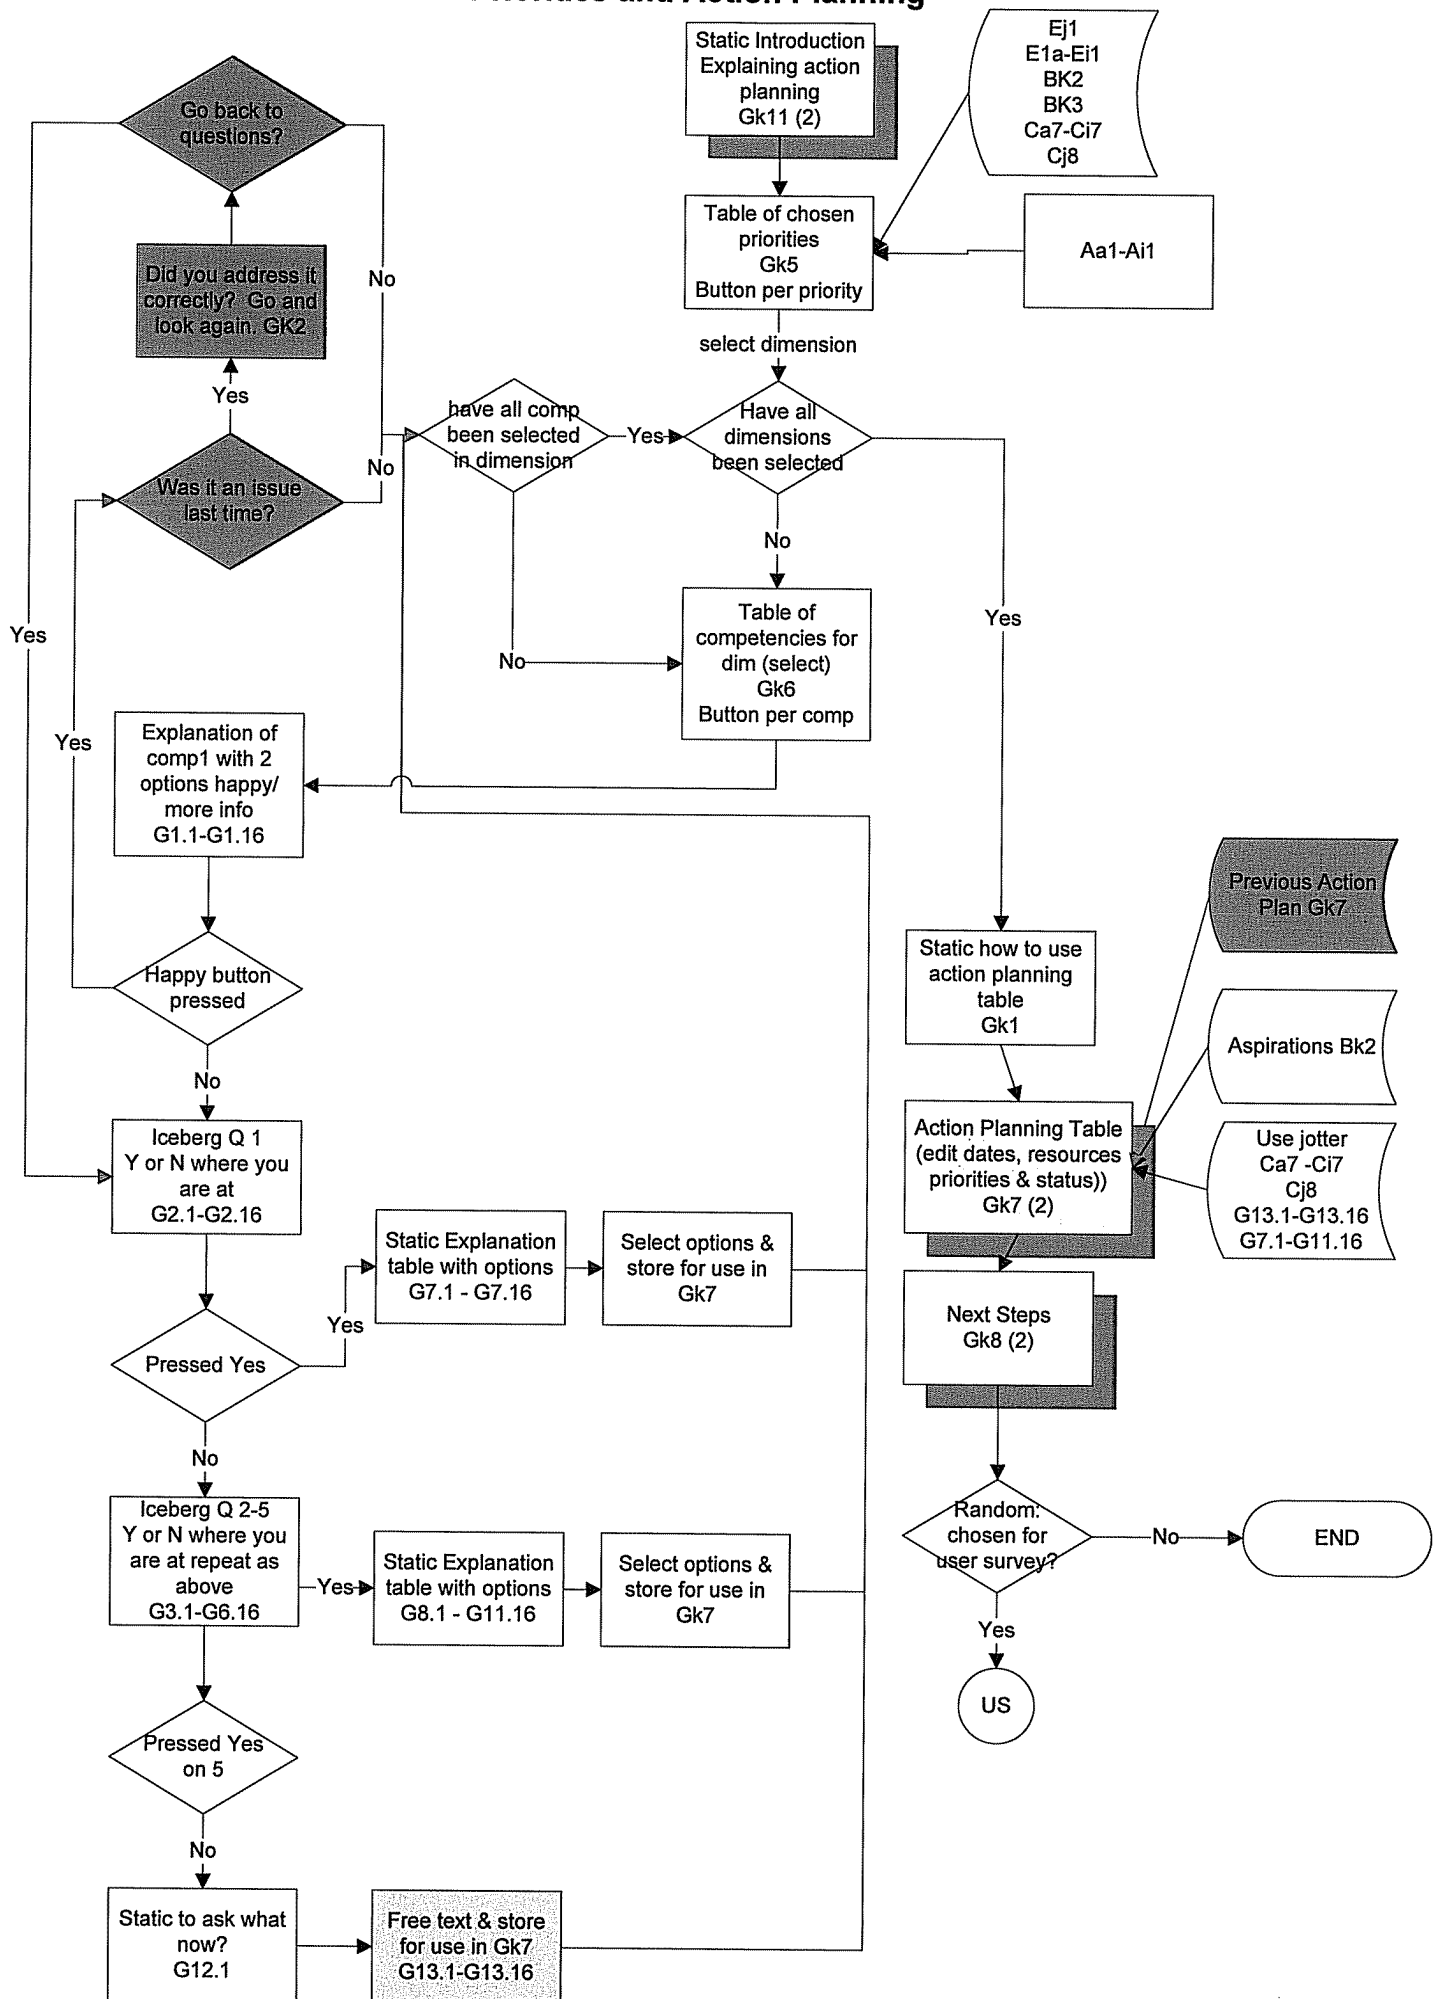 and Action Planning
Static Introduction
Explaining action
planning
Gk11 (2)
Ej1
E1a-Ei1
BK2
BK3
Ca7-Ci7
Cj8
Go back to
questions?
Table of chosen
priorities
Gk5
Button per priority
Aa1-Ai1
Did you address it
correctly? Go and
look again. GK2
No
select dimension
Yes
have all comp
been selected
in dimension
Yes
Have all
dimensions
been selected
No
Was it an issue
last time?
No
Yes
Yes
Table of
competencies for
dim (select)
Gk6
Button per comp
No
Yes
Explanation of
comp1 with 2
options happy/
more info
G1.1-G1.16
Previous Action
Plan Gk7
Happy button
pressed
Static how to use
action planning
table
Gk1
Aspirations Bk2
No
Iceberg Q 1
Y or N where you
are at
G2.1-G2.16
Action Planning Table
(edit dates, resources
priorities & status))
Gk7 (2)
Use jotter
Ca7 -Ci7
Cj8
G13.1-G13.16
G7.1-G11.16
Static Explanation
table with options
G7.1 - G7.16
Select options &
store for use in
Gk7
Next Steps
Gk8 (2)
Yes
Pressed Yes
No
Iceberg Q 2-5
Y or N where you
are at repeat as
above
G3.1-G6.16
Yes
Static Explanation
table with options
G8.1 - G11.16
Select options &
store for use in
Gk7
Random:
chosen for
user survey?
No
END
Yes
US
Pressed Yes
on 5
No
Static to ask what
now?
G12.1
Free text & store
for use in Gk7
G13.1-G13.16